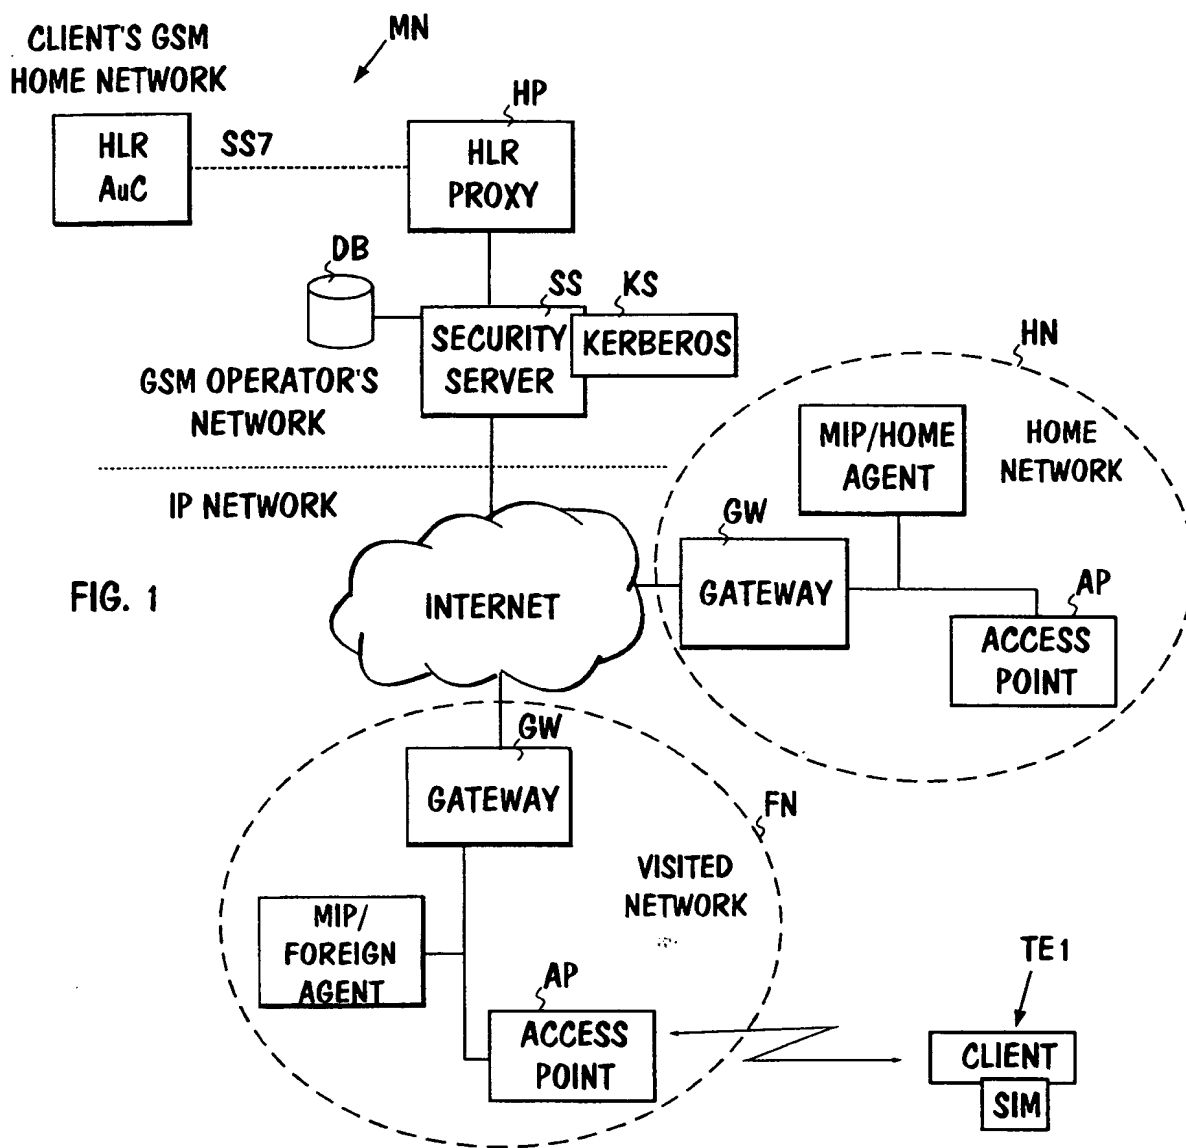 CLIENT'S GSM
HOME NETWORK
MN
HLR
AuC
SS7
HP
HLR
PROXY
DB
SS
KS
SECURITY
SERVER
KERBEROS
GSM OPERATOR'S
NETWORK
HN
MIP/HOME
AGENT
HOME
NETWORK
IP NETWORK
GW
GATEWAY
AP
ACCESS
POINT
FIG. 1
INTERNET
GW
GATEWAY
FN
VISITED
NETWORK
MIP/
FOREIGN
AGENT
AP
ACCESS
POINT
TE1
CLIENT
SIM